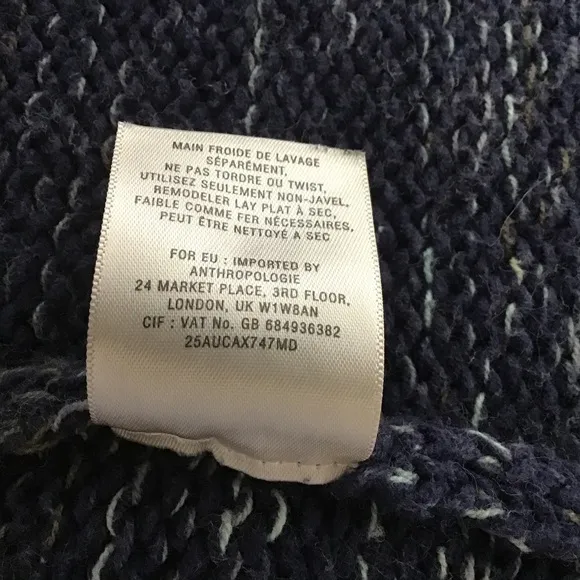 MAIN FROIDE DE LAVAGE
SÉPARÉMENT,
NE PAS TORDRE OU TWIST,
UTILISEZ SEULEMENT NON-JAVEL,
REMODELER LAY PLAT À SEC,
FAIBLE COMME FER NÉCESSAIRES,
PEUT ÊTRE NETTOYÉ A SEC
FOR EU : IMPORTED BY
ANTHROPOLOGIE
24 MARKET PLACE, 3RD FLOOR,
LONDON, UK W1W8AN
CIF : VAT No. GB 684936382
25AUCAX747MD